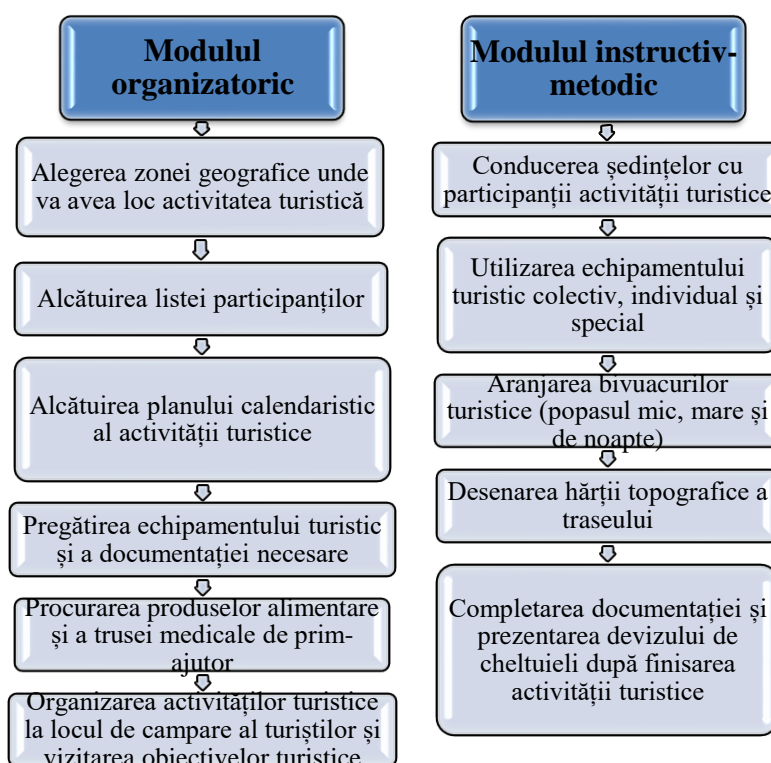 Modulul
organizatoric
Alegerea zonei geografice unde
va avea loc activitatea turistică
Alcătuirea listei participanților
Alcătuirea planului calendaristic
al activității turistice
Pregătirea echipamentului turistic
și a documentației necesare
Procurarea produselor alimentare
și a trusei medicale de prim-
ajutor
Organizarea activităților turistice
la locul de campare al turiștilor și
vizitarea obiectivelor turistice
Modulul instructiv-
metodic
Conducerea ședințelor cu
participanții activității turistice
Utilizarea echipamentului
turistic colectiv, individual și
special
Aranjarea bivuacurilor
turistice (popasul mic, mare și
de noapte)
Desenarea hărții topografice a
traseului
Completarea documentației și
prezentarea devizului de
cheltuieli după finisarea
activității turistice